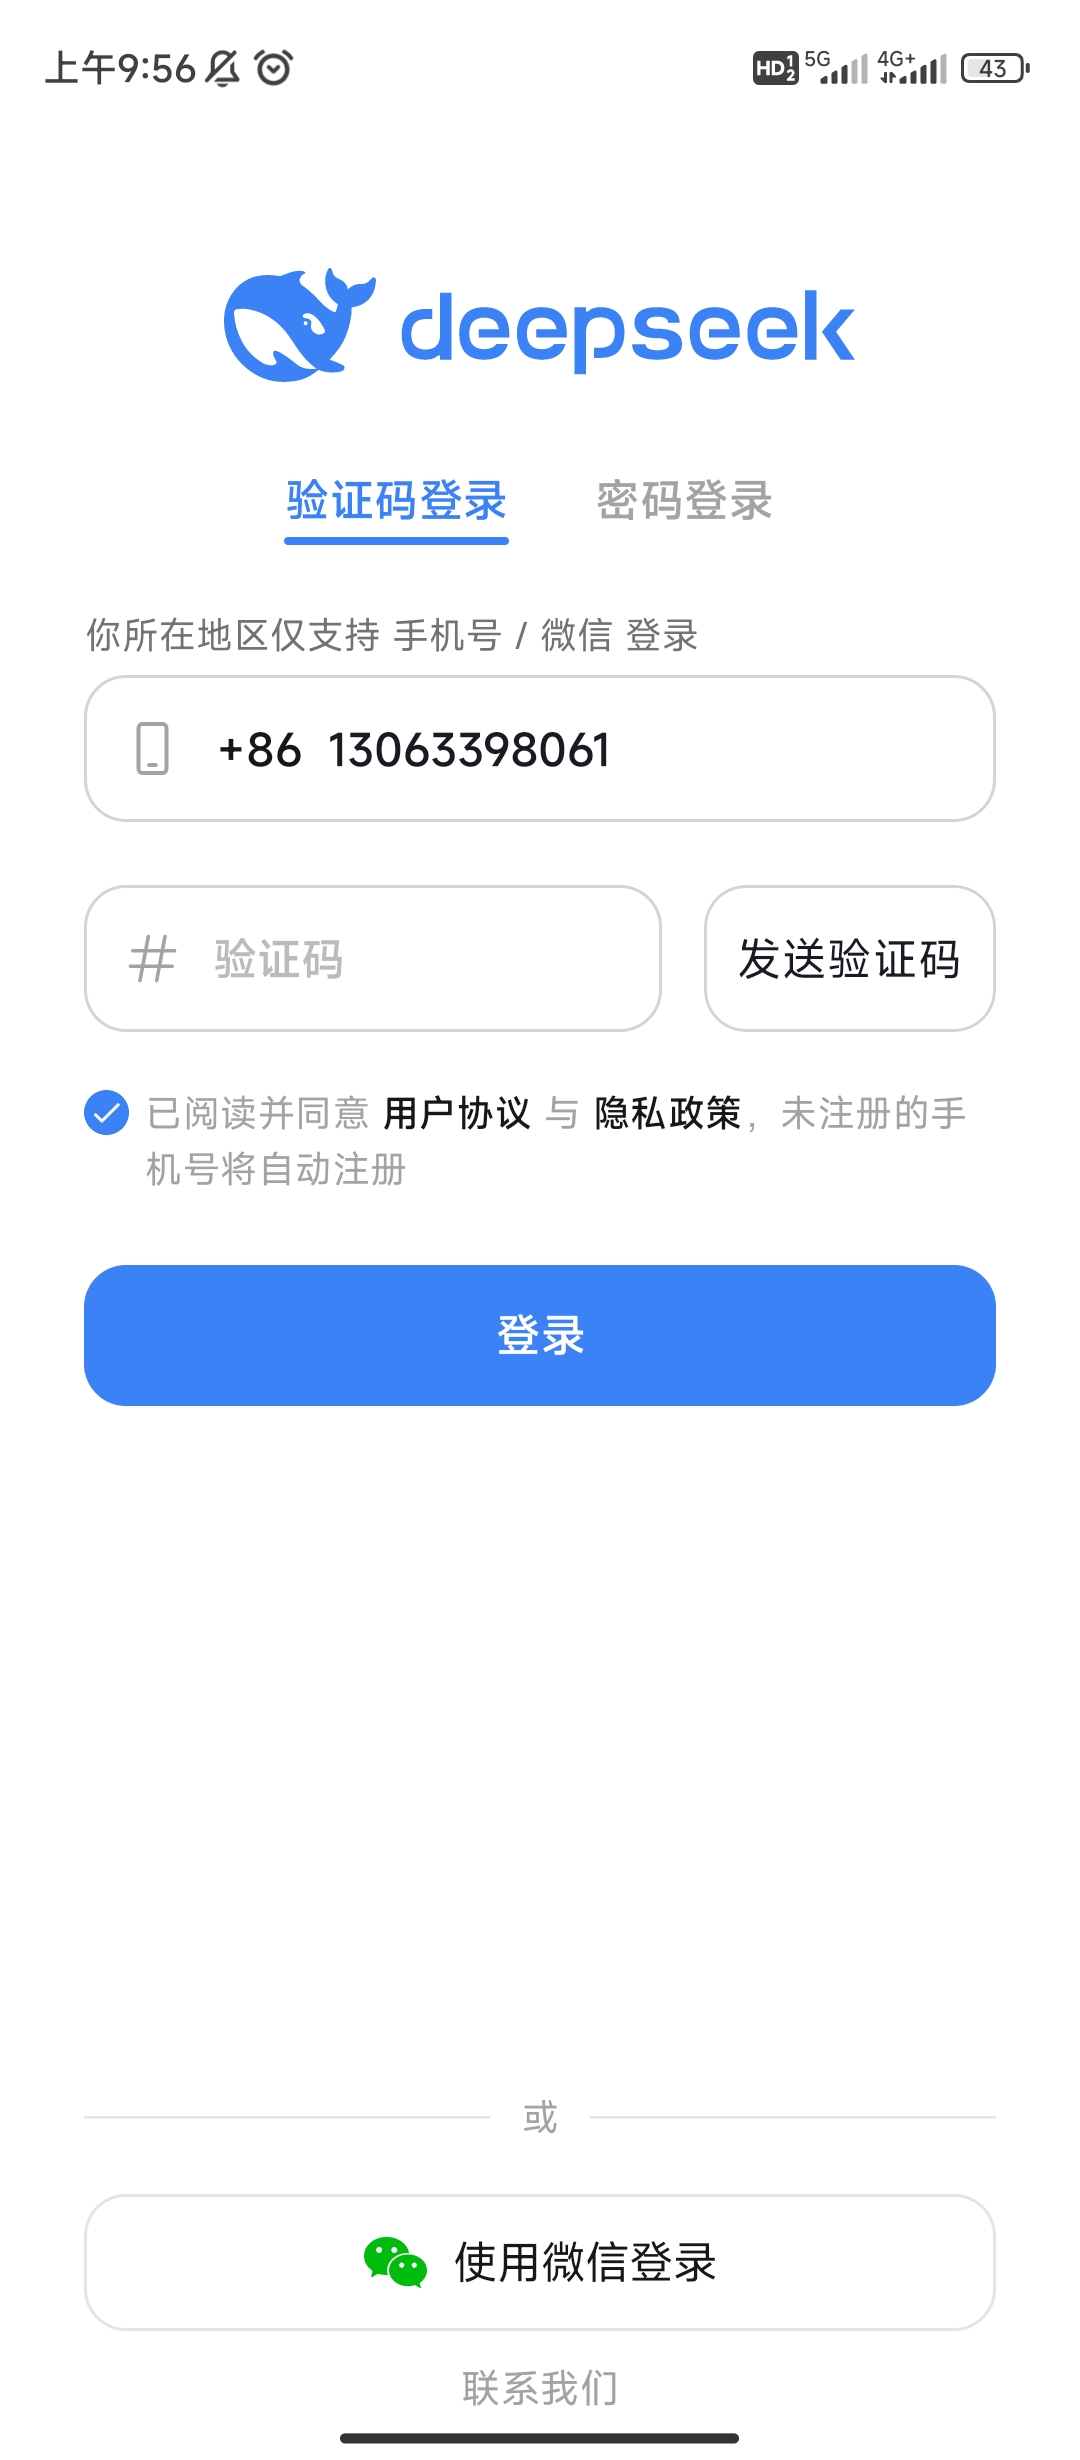 上午9:56 HD 1 2 5G 4G+ 43
deepseek
验证码登录 密码登录
你所在地区仅支持 手机号 / 微信 登录
+86 13063398061
# 验证码 发送验证码
已阅读并同意 用户协议 与 隐私政策，未注册的手
机号将自动注册
登录
或
使用微信登录
联系我们